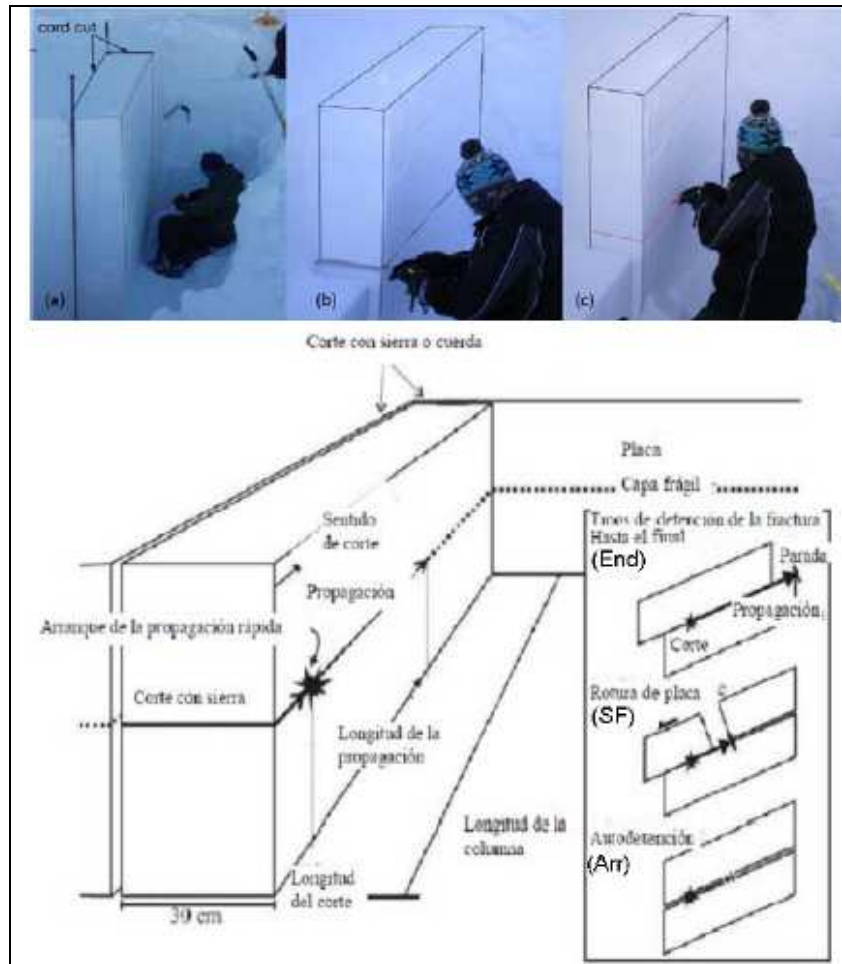 cord cut
(a)
(b)
(c)
Corte con sierra o cuerda
Placa
Capa frágil
Sentido
de corte
Propagación
Arranque de la propagación rápida
Corte con sierra
Longitud de la
propagación
Longitud de la
columna
Longitud
del corte
30 cm
Tipos de detención de la fractura
Hasta el final
(End)
Parada
Propagación
Corte
Rotura de placa
(SF)
Autodetención
(Arr)